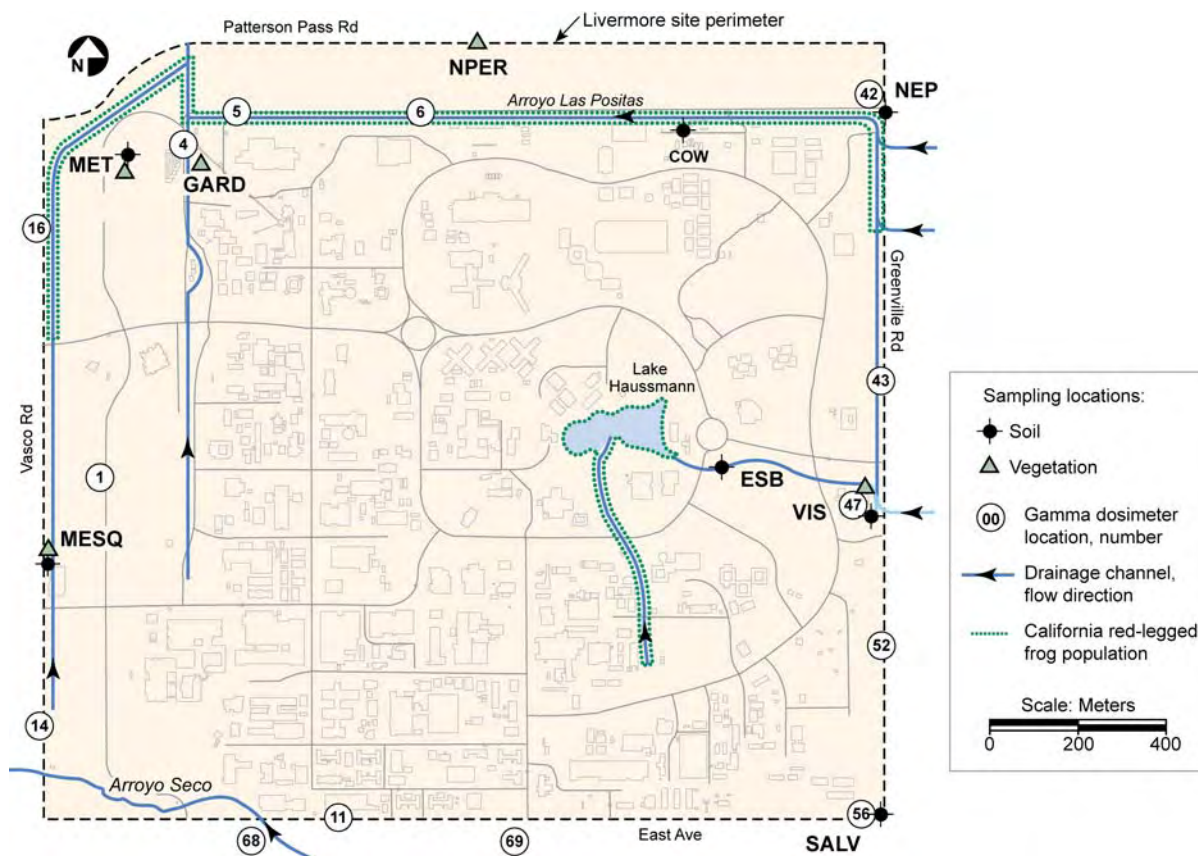 Patterson Pass Rd
Livermore site perimeter
N
NPER
42
NEP
5
6
Arroyo Las Positas
4
MET
GARD
COW
16
Greenville Rd
43
Lake
Haussmann
Vasco Rd
1
ESB
VIS
47
MESQ
52
14
Arroyo Seco
11
56
East Ave
68
69
SALV
Sampling locations:
Soil
Vegetation
00
Gamma dosimeter
location, number
Drainage channel,
flow direction
California red-legged
frog population
Scale: Meters
0 200 400